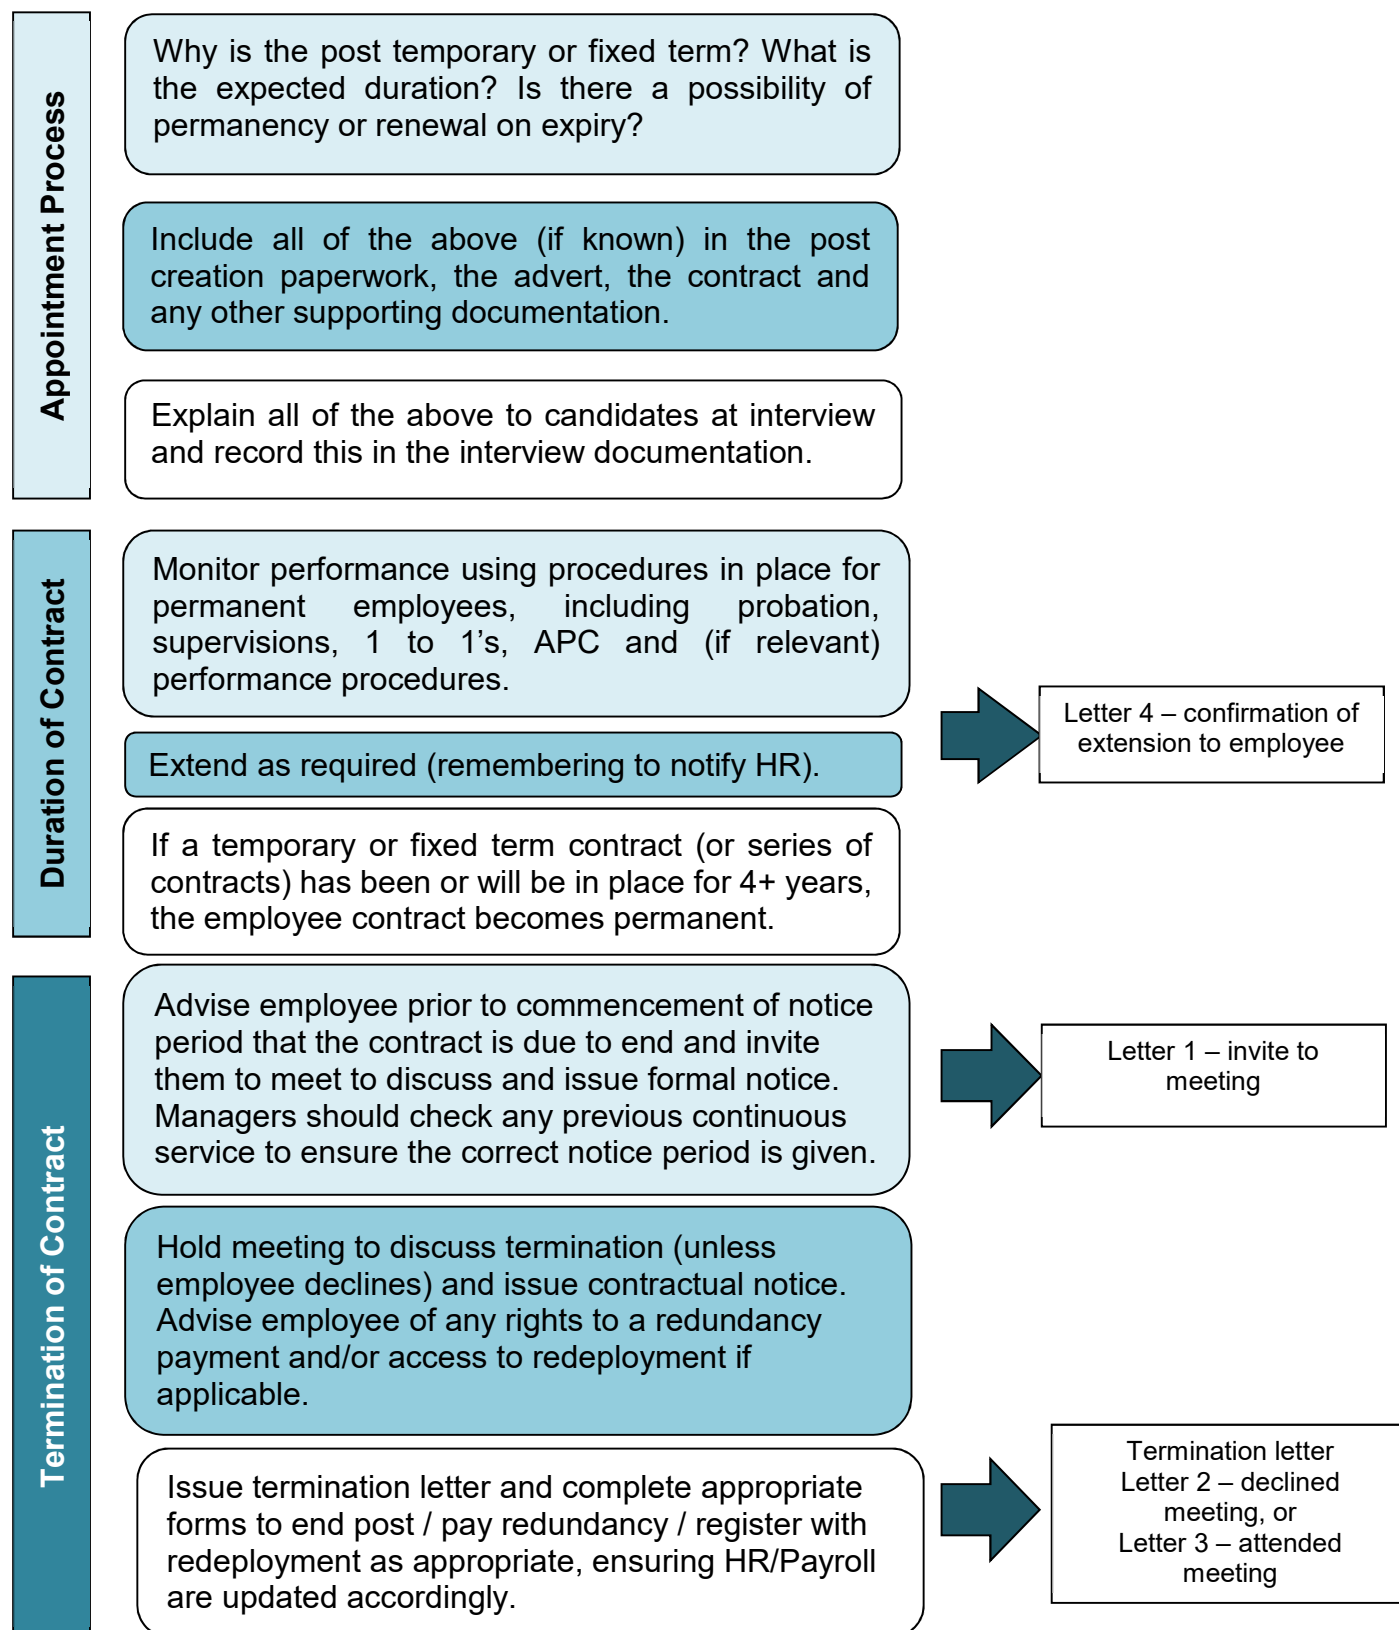 Appointment Process
Why is the post temporary or fixed term? What is
the expected duration? Is there a possibility of
permanency or renewal on expiry?
Include all of the above (if known) in the post
creation paperwork, the advert, the contract and
any other supporting documentation.
Explain all of the above to candidates at interview
and record this in the interview documentation.
Duration of Contract
Monitor performance using procedures in place for
permanent employees, including probation,
supervisions, 1 to 1’s, APC and (if relevant)
performance procedures.
Extend as required (remembering to notify HR).
Letter 4 – confirmation of
extension to employee
If a temporary or fixed term contract (or series of
contracts) has been or will be in place for 4+ years,
the employee contract becomes permanent.
Termination of Contract
Advise employee prior to commencement of notice
period that the contract is due to end and invite
them to meet to discuss and issue formal notice.
Managers should check any previous continuous
service to ensure the correct notice period is given.
Letter 1 – invite to
meeting
Hold meeting to discuss termination (unless
employee declines) and issue contractual notice.
Advise employee of any rights to a redundancy
payment and/or access to redeployment if
applicable.
Issue termination letter and complete appropriate
forms to end post / pay redundancy / register with
redeployment as appropriate, ensuring HR/Payroll
are updated accordingly.
Termination letter
Letter 2 – declined
meeting, or
Letter 3 – attended
meeting